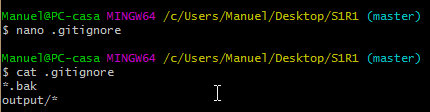 Manuel@PC-casa MINGW64 /c/Users/Manuel/Desktop/S1R1 (master)
$ nano .gitignore
Manuel@PC-casa MINGW64 /c/Users/Manuel/Desktop/S1R1 (master)
$ cat .gitignore
*.bak
output/*